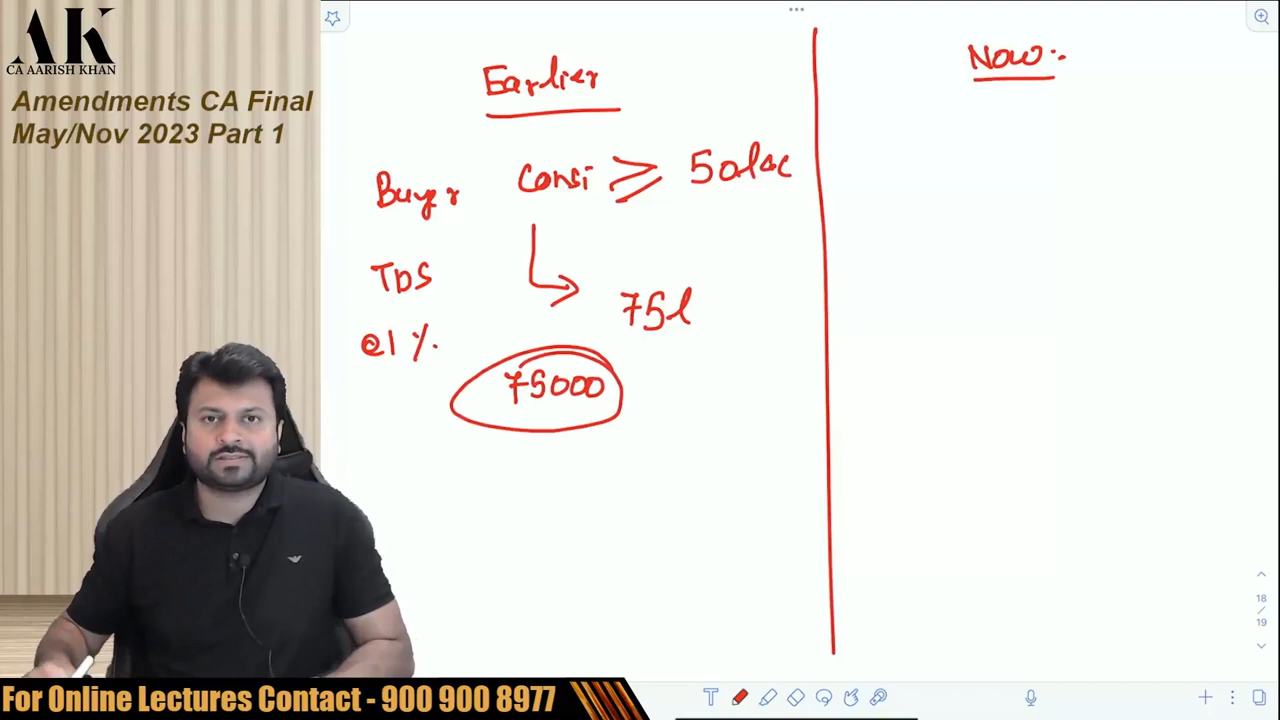 AK
CA AARISH KHAN
Amendments CA Final
May/Nov 2023 Part 1
Earlier
Buyer Consi ≥ 50lac
TDS
75l
@1%.
75000
Now:-
18
/
19
T
For Online Lectures Contact - 900 900 8977